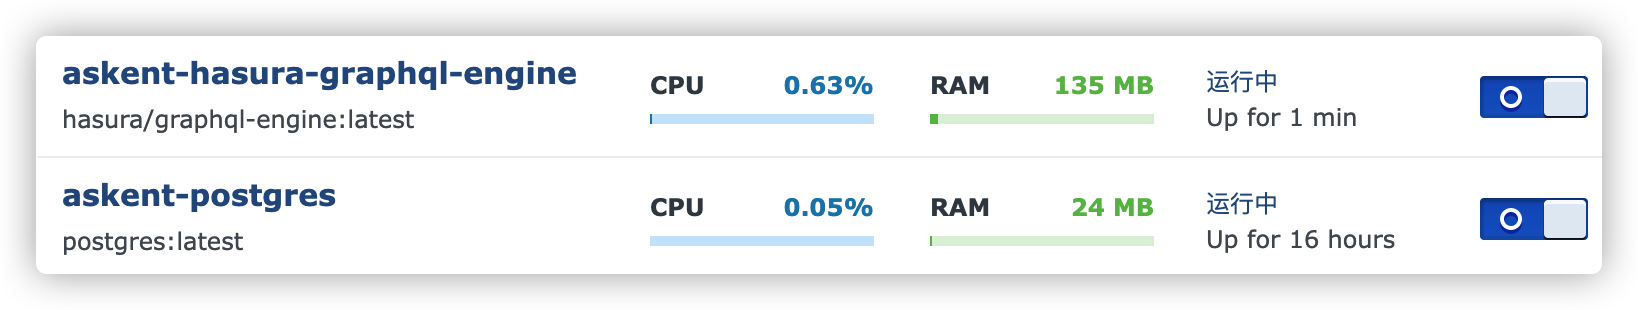 askent-hasura-graphql-engine
hasura/graphql-engine:latest
CPU 0.63%
RAM 135 MB
运行中
Up for 1 min
askent-postgres
postgres:latest
CPU 0.05%
RAM 24 MB
运行中
Up for 16 hours